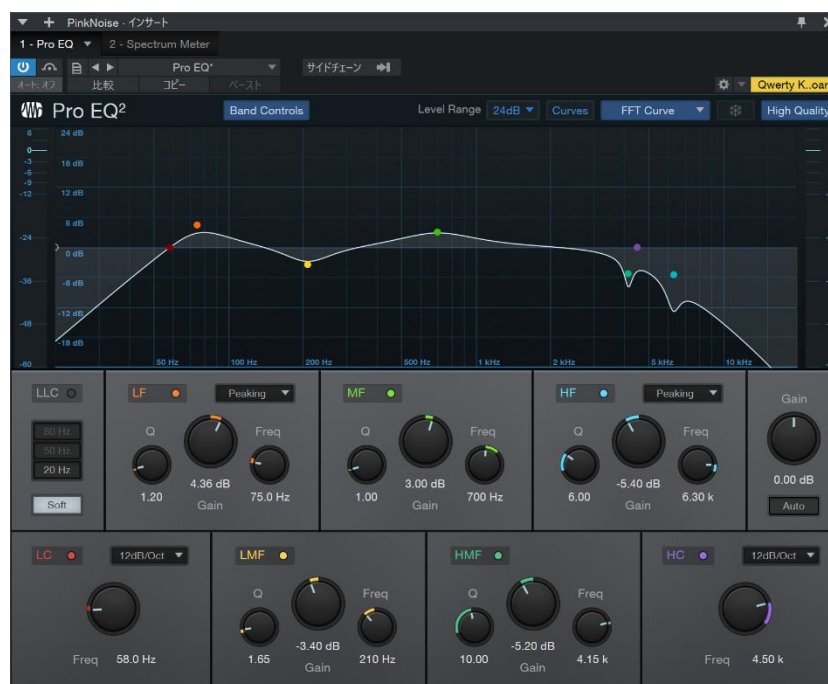 PinkNoise - インサート
1 - Pro EQ 2 - Spectrum Meter
Pro EQ* サイドチェーン
オート: オフ 比較 コピー ペースト Qwerty K..oar
Pro EQ² Band Controls Level Range 24dB Curves FFT Curve High Quality
6 24 dB
0
-3 18 dB
-6
-9
-12 12 dB
6 dB
-24
0 dB
-36 -6 dB
-12 dB
-48
-18 dB
-60 50 Hz 100 Hz 200 Hz 500 Hz 1 kHz 2 kHz 5 kHz 10 kHz
LLC LF Peaking MF HF Peaking Gain
80 Hz Q Freq Q Freq Q Freq
50 Hz
20 Hz
4.36 dB 3.00 dB -5.40 dB 0.00 dB
Soft 1.20 75.0 Hz 1.00 700 Hz 6.00 6.30 k Auto
Gain Gain Gain
LC 12dB/Oct LMF HMF HC 12dB/Oct
Q Freq Q Freq
-3.40 dB -5.20 dB
Freq 58.0 Hz 1.65 210 Hz 10.00 4.15 k Freq 4.50 k
Gain Gain